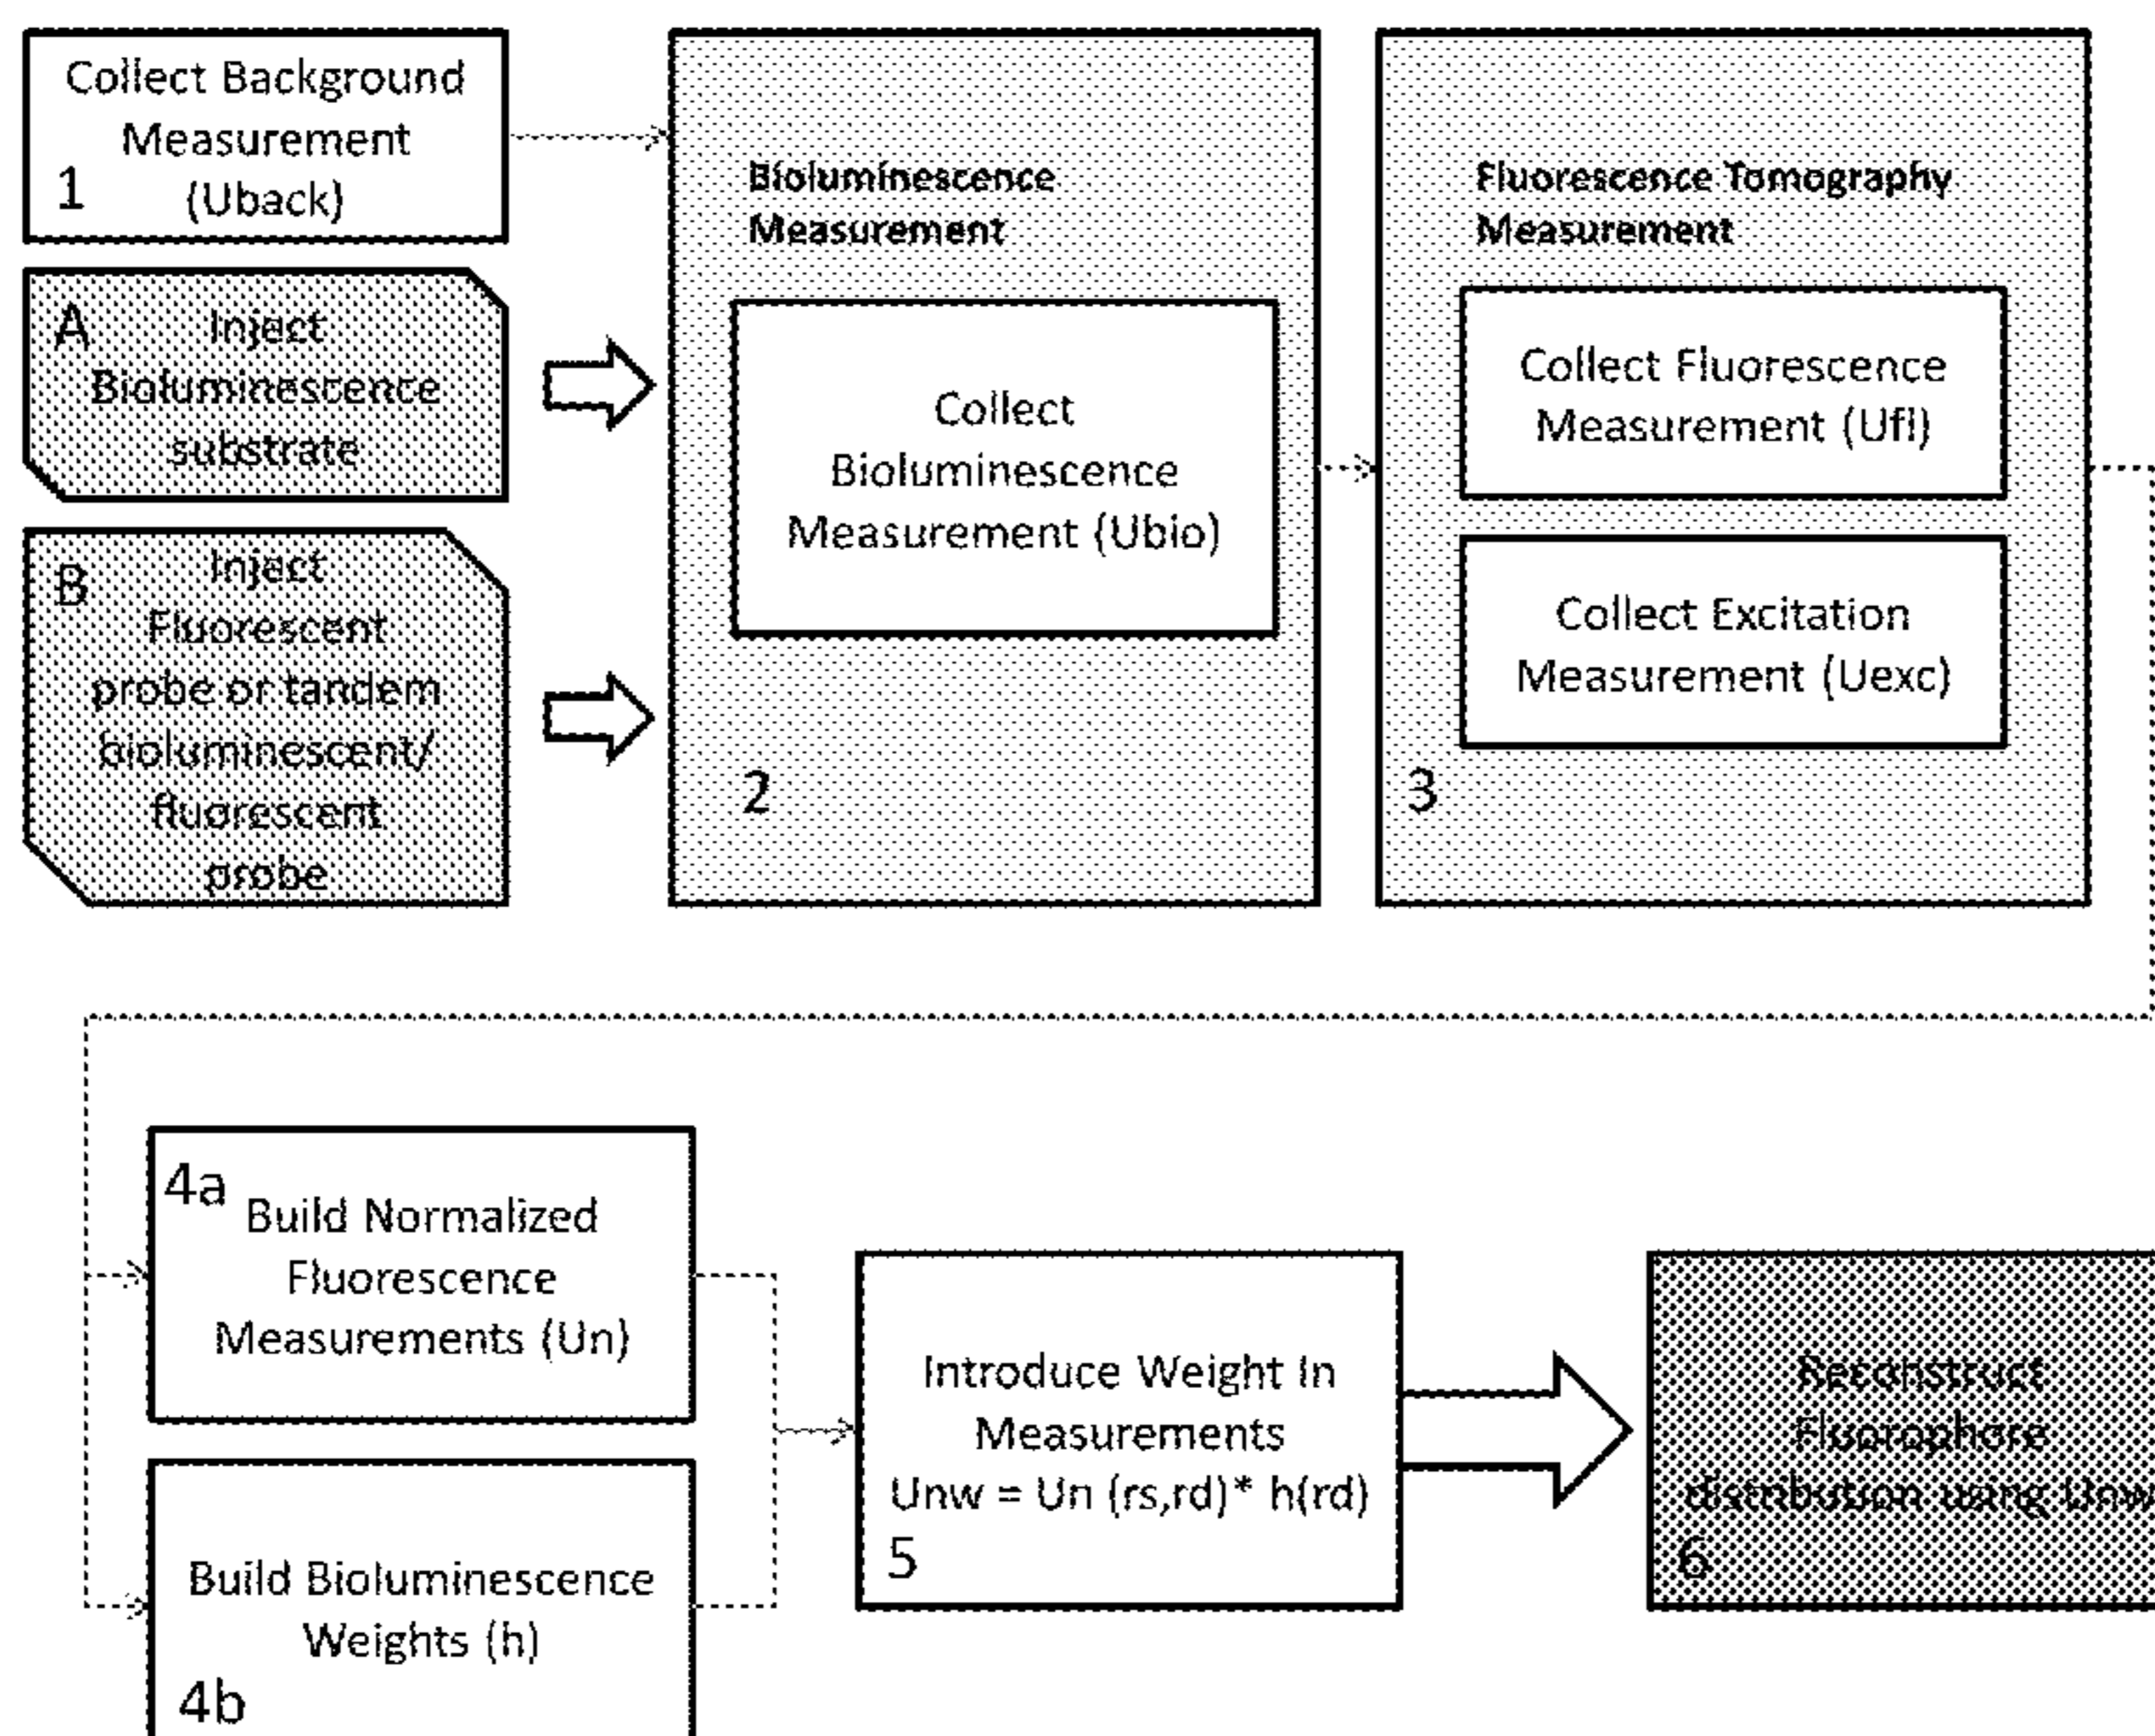 Collect Background
Measurement
(Uback)
1
A
Inject
Bioluminescence
substrate
B
Inject
Fluorescent
probe or tandem
bioluminescent/
fluorescent
probe
Bioluminescence
Measurement
Collect
Bioluminescence
Measurement (Ubio)
2
Fluorescence Tomography
Measurement
Collect Fluorescence
Measurement (Ufl)
Collect Excitation
Measurement (Uexc)
3
4a
Build Normalized
Fluorescence
Measurements (Un)
Build Bioluminescence
Weights (h)
4b
Introduce Weight In
Measurements
Unw = Un (rs,rd)* h(rd)
5
Reconstruct
Fluorophore
distribution using Unw
6